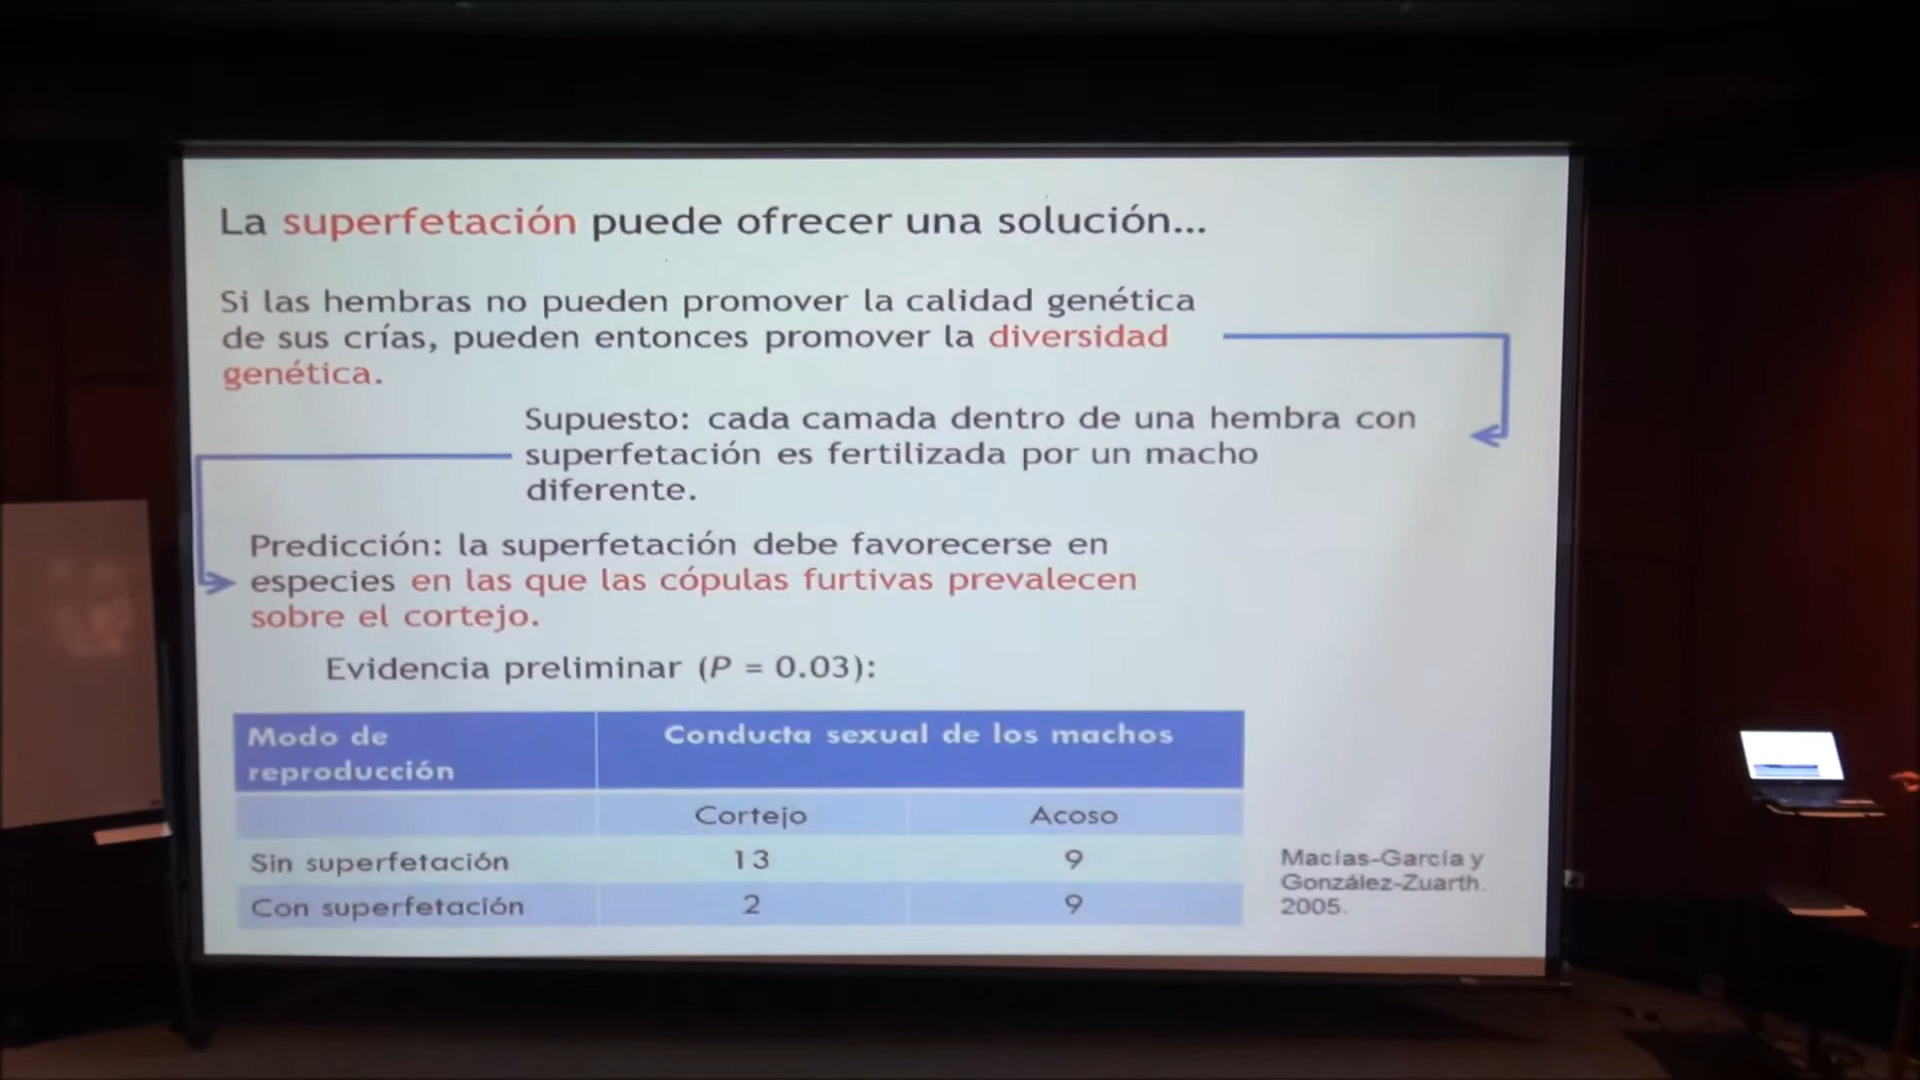 La superfetación puede ofrecer una solución...
Si las hembras no pueden promover la calidad genética
de sus crías, pueden entonces promover la diversidad
genética.
Supuesto: cada camada dentro de una hembra con
superfetación es fertilizada por un macho
diferente.
Predicción: la superfetación debe favorecerse en
especies en las que las cópulas furtivas prevalecen
sobre el cortejo.
Evidencia preliminar (P = 0.03):
Modo de
reproducción
Conducta sexual de los machos
Cortejo Acoso
Sin superfetación 13 9
Con superfetación 2 9
Macías-García y
González-Zuarth.
2005.